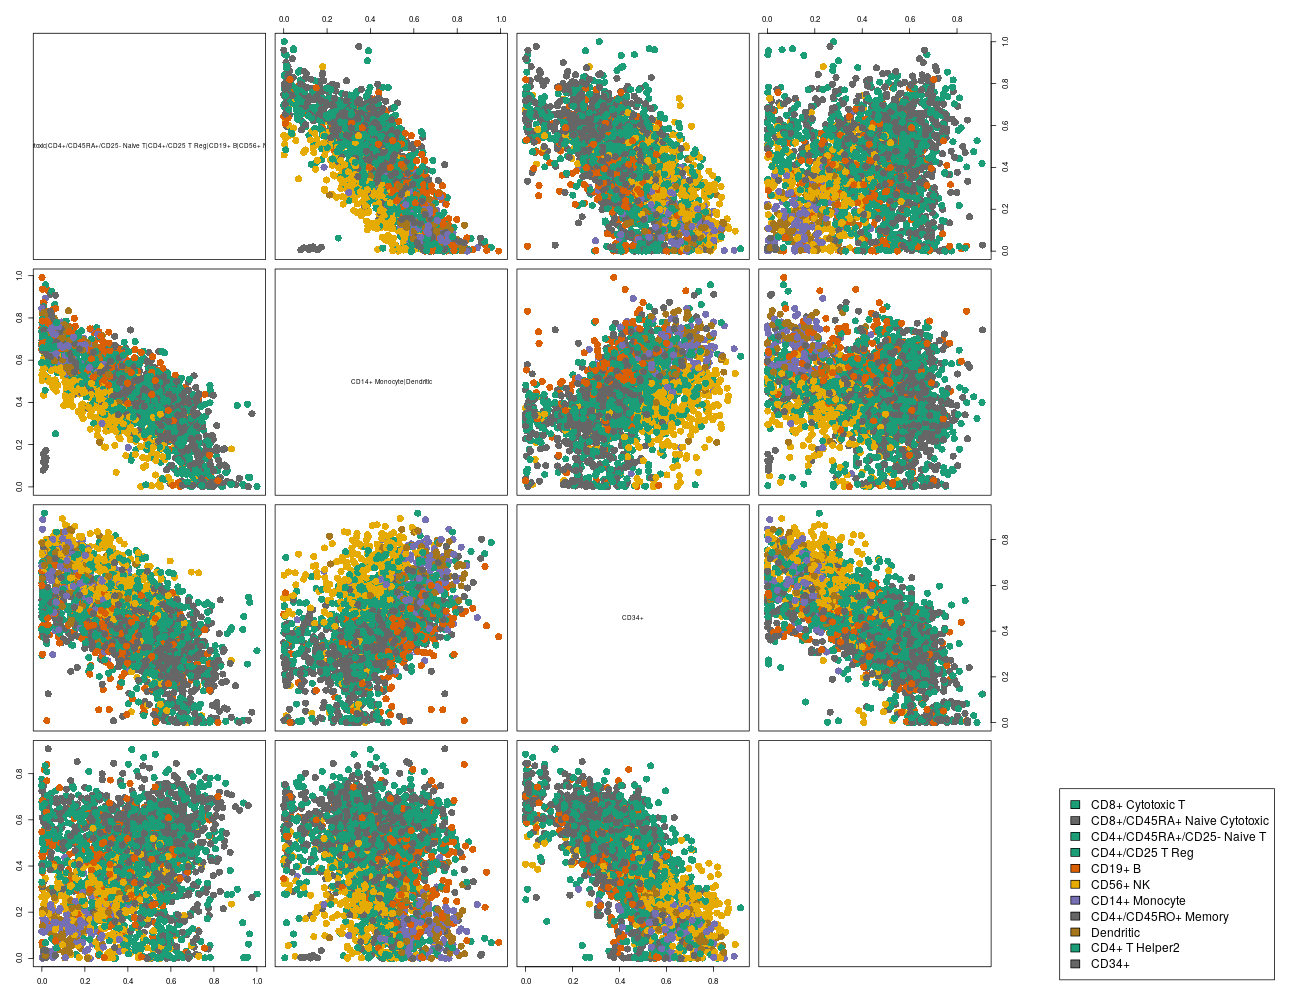 0.0 0.2 0.4 0.6 0.8 1.0 0.0 0.2 0.4 0.6 0.8
CD4+/CD45RA+/CD25- Naive T|CD4+/CD25 T Reg|CD19+ B|CD56+
0.0 0.2 0.4 0.6 0.8 1.0
0.0 0.2 0.4 0.6 0.8 1.0
CD14+ Monocyte|Dendritic
CD34+
0.0 0.2 0.4 0.6 0.8
0.0 0.2 0.4 0.6 0.8
0.0 0.2 0.4 0.6 0.8 1.0 0.0 0.2 0.4 0.6 0.8
CD8+ Cytotoxic T
CD8+/CD45RA+ Naive Cytotoxic
CD4+/CD45RA+/CD25- Naive T
CD4+/CD25 T Reg
CD19+ B
CD56+ NK
CD14+ Monocyte
CD4+/CD45RO+ Memory
Dendritic
CD4+ T Helper2
CD34+